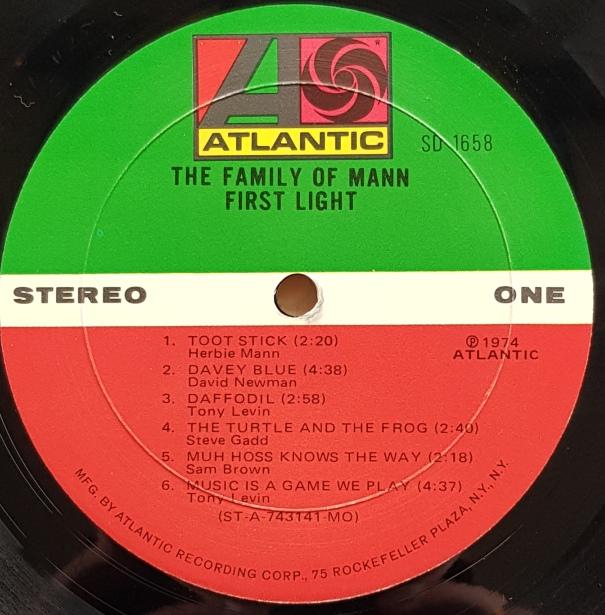 ATLANTIC
SD 1658
THE FAMILY OF MANN
FIRST LIGHT
STEREO
ONE
1. TOOT STICK (2:20)
Herbie Mann
2. DAVEY BLUE (4:38)
David Newman
3. DAFFODIL (2:58)
Tony Levin
4. THE TURTLE AND THE FROG (2:40)
Steve Gadd
5. MUH HOSS KNOWS THE WAY (2:18)
Sam Brown
6. MUSIC IS A GAME WE PLAY (4:37)
Tony Levin
(ST-A-743141-MO)
℗ 1974
ATLANTIC
MFG. BY ATLANTIC RECORDING CORP., 75 ROCKEFELLER PLAZA, N.Y., N.Y.